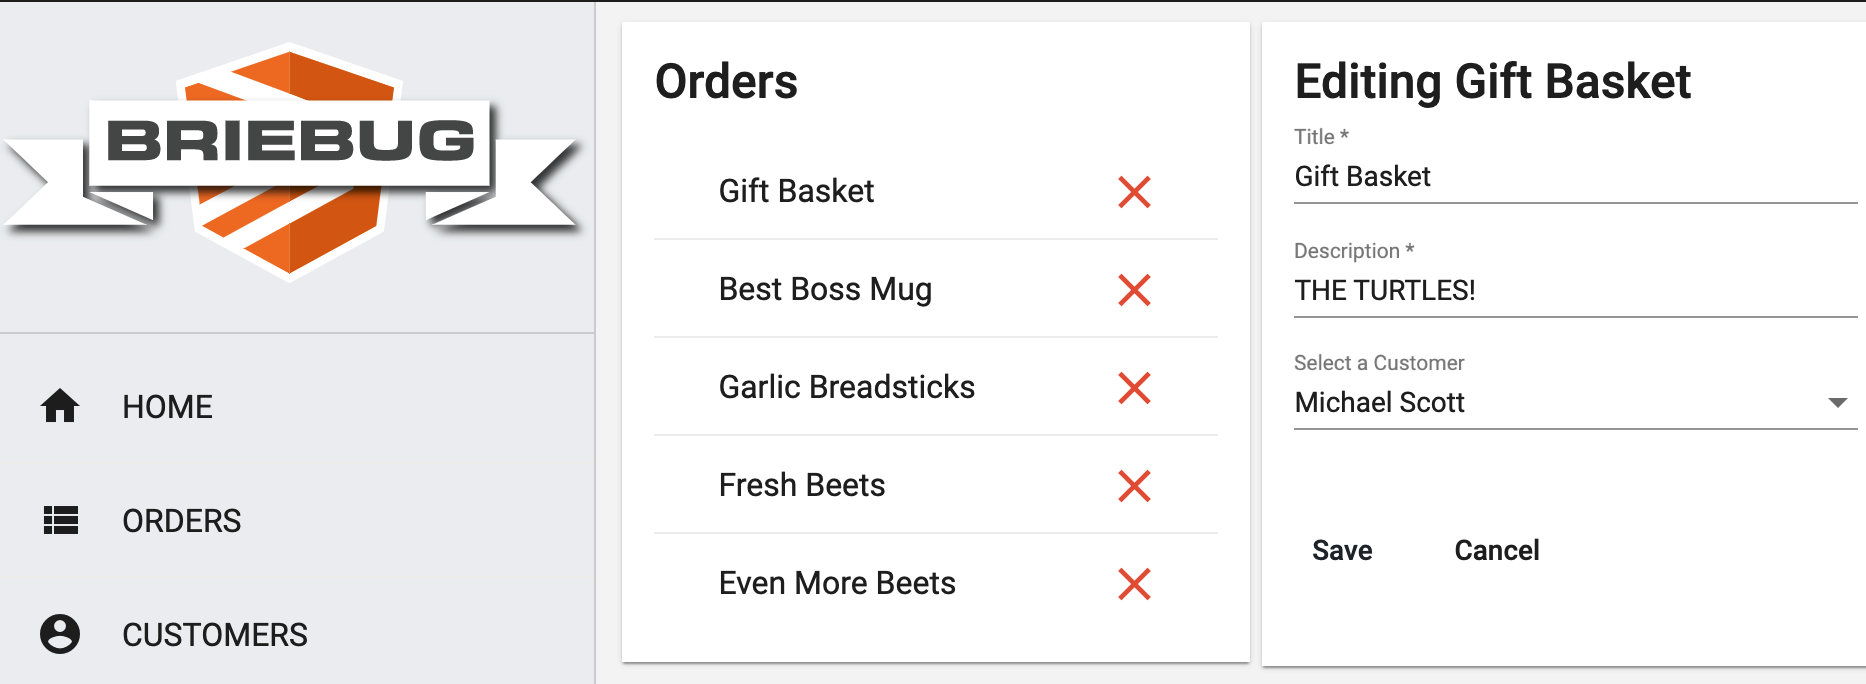 BRIEBUG
HOME
ORDERS
CUSTOMERS
Orders
Gift Basket
Best Boss Mug
Garlic Breadsticks
Fresh Beets
Even More Beets
Editing Gift Basket
Title *
Gift Basket
Description *
THE TURTLES!
Select a Customer
Michael Scott
Save Cancel